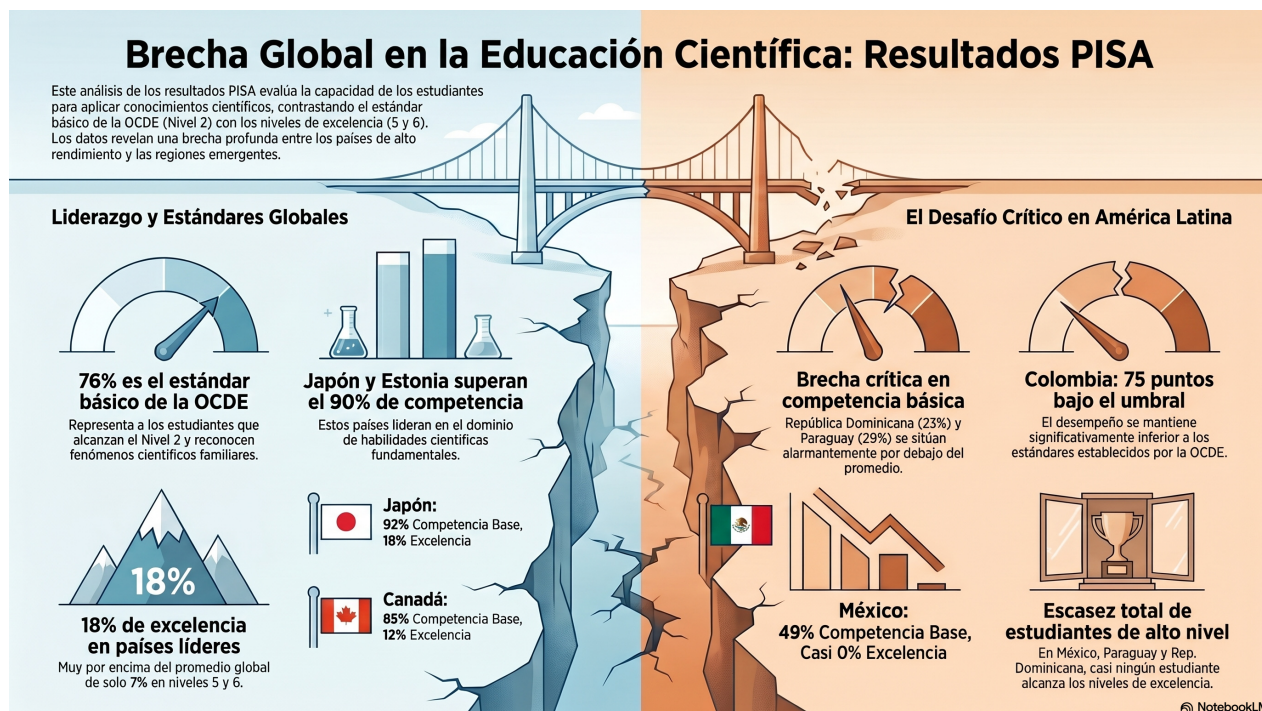 Brecha Global en la Educación Científica: Resultados PISA
Este análisis de los resultados PISA evalúa la capacidad de los estudiantes
para aplicar conocimientos científicos, contrastando el estándar
básico de la OCDE (Nivel 2) con los niveles de excelencia (5 y 6).
Los datos revelan una brecha profunda entre los países de alto
rendimiento y las regiones emergentes.
Liderazgo y Estándares Globales
76% es el estándar
básico de la OCDE
Representa a los estudiantes que
alcanzan el Nivel 2 y reconocen
fenómenos cientificos familiares.
Japón y Estonia superan
el 90% de competencia
Estos países lideran en el dominio
de habilidades cientificas
fundamentales.
18%
18% de excelencia
en países líderes
Muy por encima del promedio global
de solo 7% en niveles 5 y 6.
Japón:
92% Competencia Base,
18% Excelencia
Canadá:
85% Competencia Base,
12% Excelencia
El Desafío Crítico en América Latina
Brecha crítica en
competencia básica
República Dominicana (23%) y
Paraguay (29%) se sitúan
alarmantemente por debajo del
promedio.
Colombia: 75 puntos
bajo el umbral
El desempeño se mantiene
significativamente inferior a los
estándares establecidos por la OCDE.
México:
49% Competencia Base,
Casi 0% Excelencia
Escasez total de
estudiantes de alto nivel
En México, Paraguay y Rep.
Dominicana, casi ningún estudiante
alcanza los niveles de excelencia.
NotebookLM